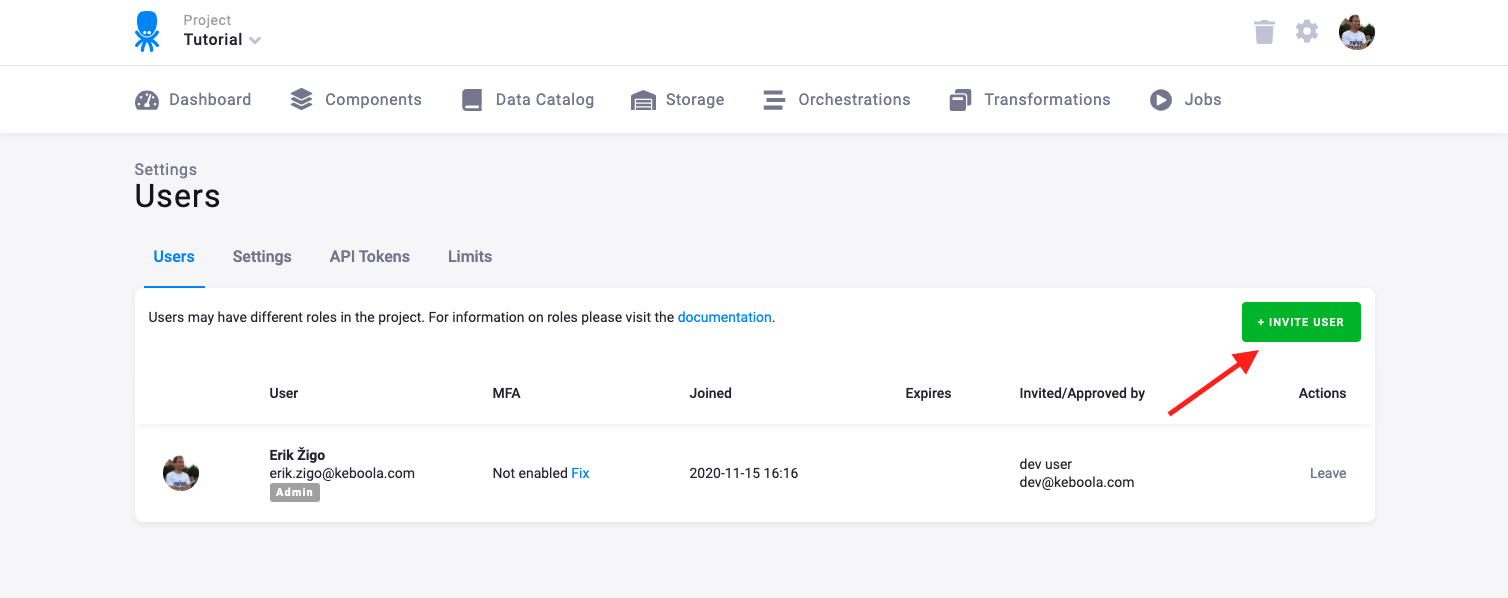 Project
Tutorial
Dashboard
Components
Data Catalog
Storage
Orchestrations
Transformations
Jobs
Settings
Users
Users
Settings
API Tokens
Limits
Users may have different roles in the project. For information on roles please visit the documentation.
+ INVITE USER
User
MFA
Joined
Expires
Invited/Approved by
Actions
Erik Žigo
erik.zigo@keboola.com
Admin
Not enabled Fix
2020-11-15 16:16
dev user
dev@keboola.com
Leave